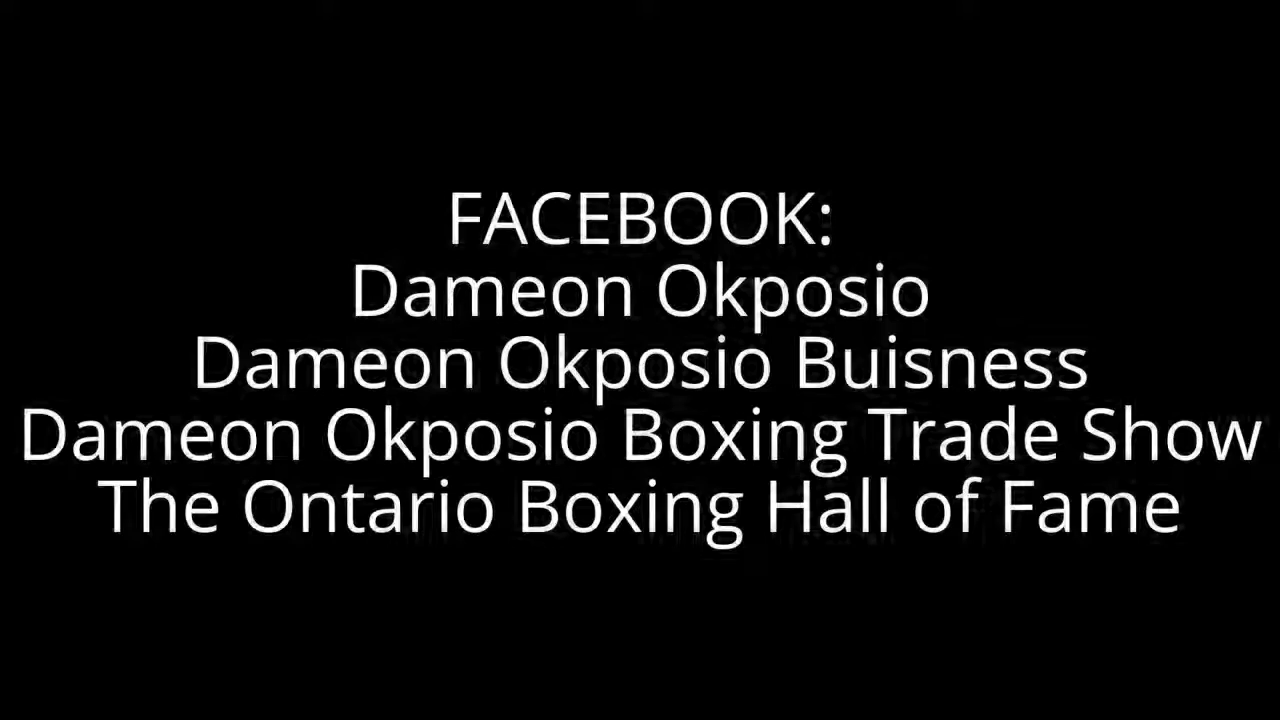 FACEBOOK:
Dameon Okposio
Dameon Okposio Buisness
Dameon Okposio Boxing Trade Show
The Ontario Boxing Hall of Fame